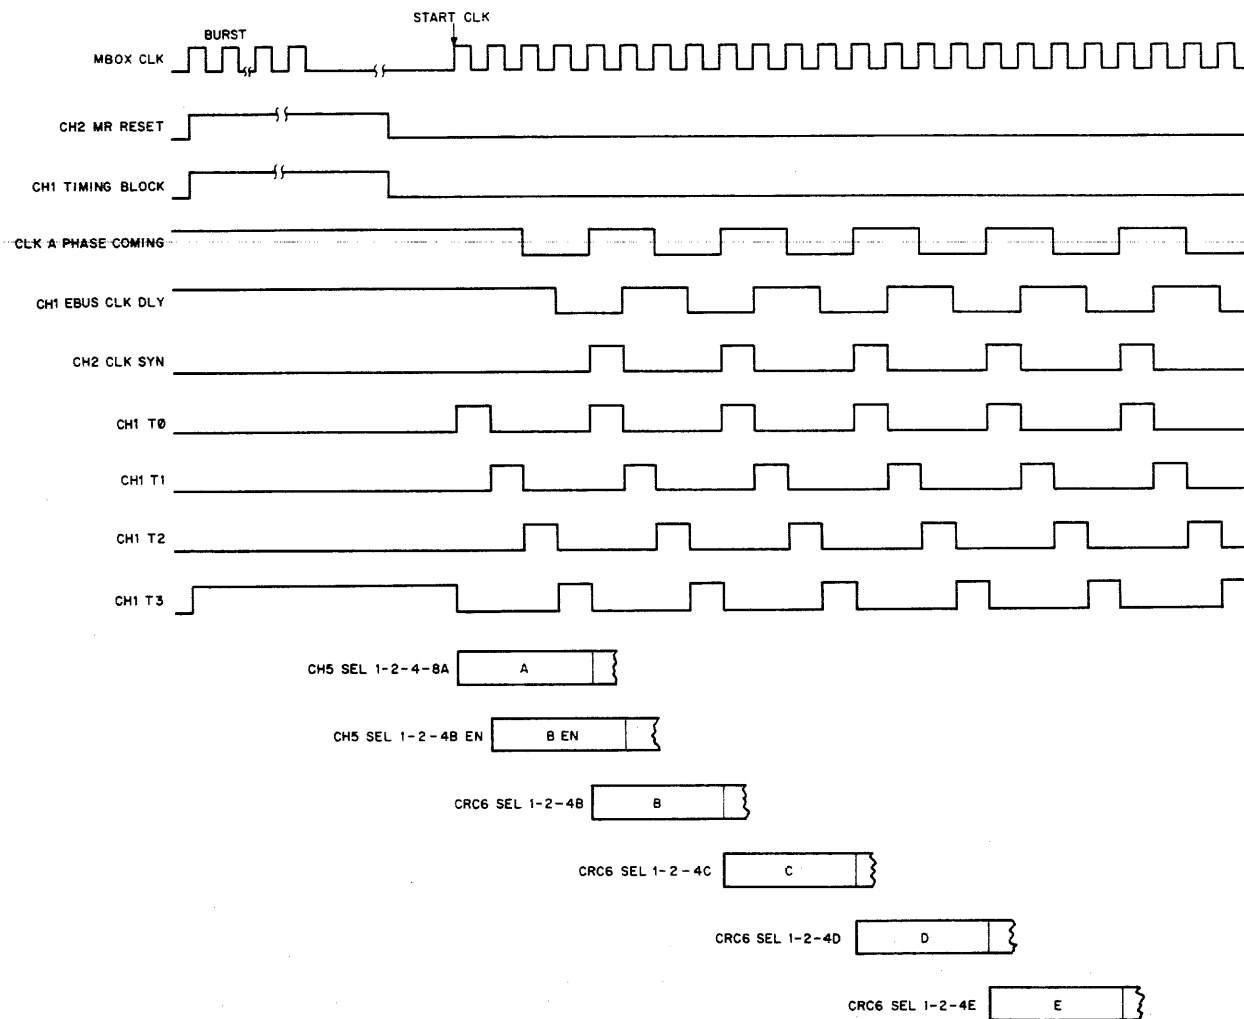 START CLK
BURST
MBOX CLK
CH2 MR RESET
CH1 TIMING BLOCK
CLK A PHASE COMING
CH1 EBUS CLK DLY
CH2 CLK SYN
CH1 TØ
CH1 T1
CH1 T2
CH1 T3
CH5 SEL 1-2-4-8A A
CH5 SEL 1-2-4B EN B EN
CRC6 SEL 1-2-4B B
CRC6 SEL 1-2-4C C
CRC6 SEL 1-2-4D D
CRC6 SEL 1-2-4E E